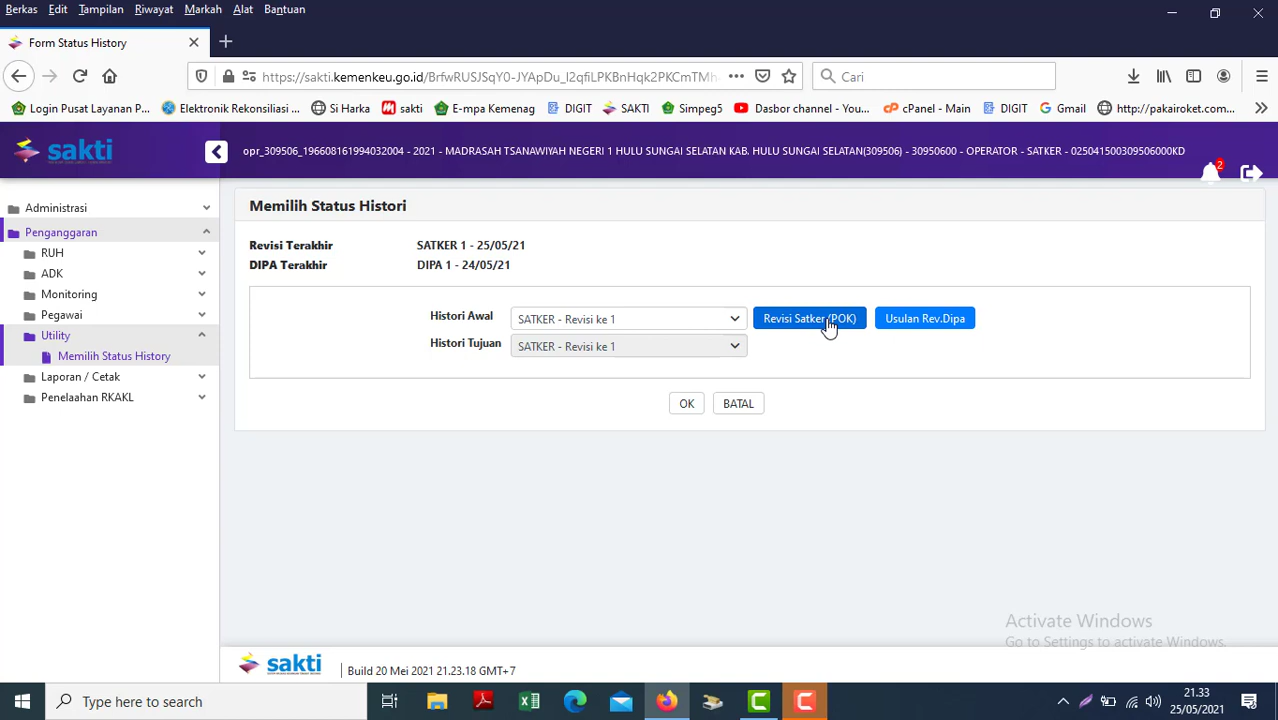 Berkas Edit Tampilan Riwayat Markah Alat Bantuan
Form Status History
https://sakti.kemenkeu.go.id/BrfwRUSJSqY0-JYApDu_I2qfiLPKBnHqk2PKCmTMh
Cari
Login Pusat Layanan P... Elektronik Rekonsiliasi ... Si Harka sakti E-mpa Kemenag DIGIT SAKTI Simpeg5 Dasbor channel - You... cPanel - Main DIGIT Gmail http://pakairoket.com...
sakti
opr_309506_196608161994032004 - 2021 - MADRASAH TSANAWIYAH NEGERI 1 HULU SUNGAI SELATAN KAB. HULU SUNGAI SELATAN(309506) - 30950600 - OPERATOR - SATKER - 025041500309506000KD
2
Administrasi
Penganggaran
RUH
ADK
Monitoring
Pegawai
Utility
Memilih Status History
Laporan / Cetak
Penelaahan RKAKL
Memilih Status Histori
Revisi Terakhir SATKER 1 - 25/05/21
DIPA Terakhir DIPA 1 - 24/05/21
Histori Awal SATKER - Revisi ke 1 Revisi Satker (POK) Usulan Rev.Dipa
Histori Tujuan SATKER - Revisi ke 1
OK BATAL
Activate Windows
Go to Settings to activate Windows.
sakti Build 20 Mei 2021 21.23.18 GMT+7
Type here to search
21.33
25/05/2021